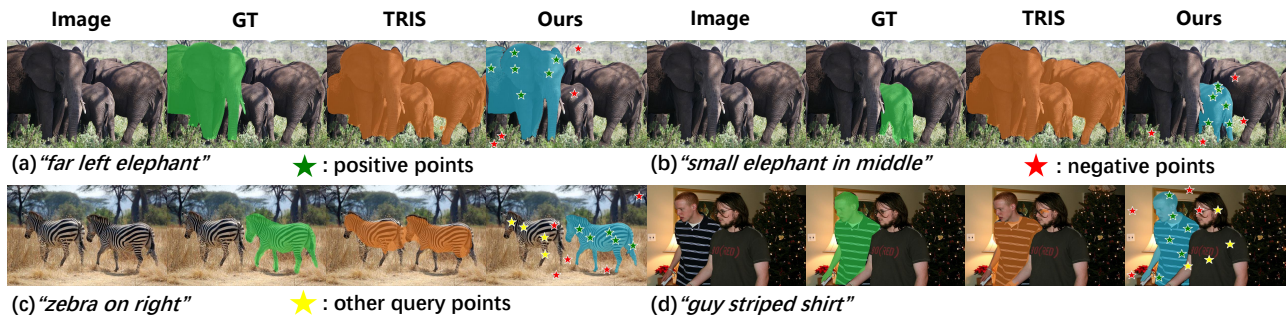 Image GT TRIS Ours Image GT TRIS Ours
(a) “far left elephant” ★ : positive points (b) “small elephant in middle” ★ : negative points
(c) “zebra on right” ★ : other query points (d) “guy striped shirt”